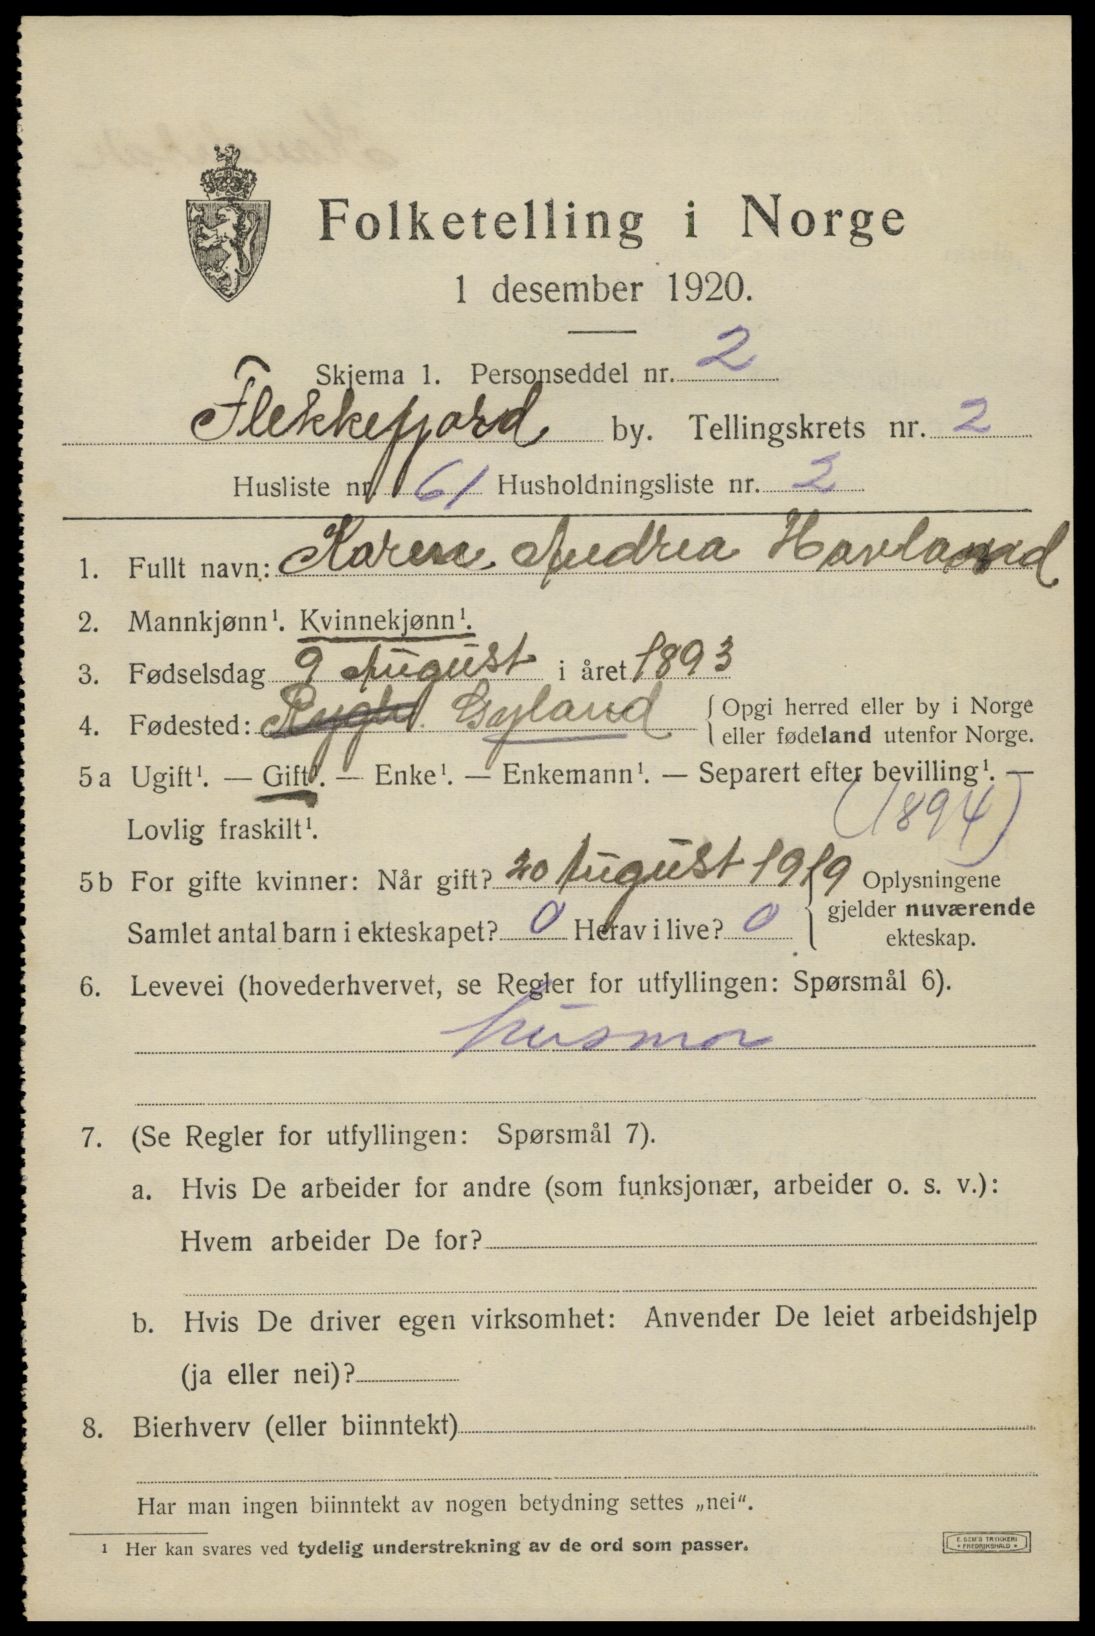 Folketelling i Norge
1 desember 1920.
Skjema 1. Personseddel nr. 2
Flekkefjord by. Tellingskrets nr. 2
Husliste nr. 61 Husholdningsliste nr. 2
1. Fullt navn: Karen Andrea Havland
2. Mannkjønn¹. Kvinnekjønn¹.
3. Fødselsdag 9 August i året 1893
4. Fødested: Gyland {Opgi herred eller by i Norge
eller fødeland utenfor Norge.
5a Ugift¹. — Gift¹. — Enke¹. — Enkemann¹. — Separert efter bevilling¹. —
Lovlig fraskilt¹. (1894)
5b For gifte kvinner: Når gift? 20 August 1919
Samlet antal barn i ekteskapet? 0 Herav i live? 0
{Oplysningene
gjelder nuværende
ekteskap.
6. Levevei (hovederhvervet, se Regler for utfyllingen: Spørsmål 6).
husmor
7. (Se Regler for utfyllingen: Spørsmål 7).
a. Hvis De arbeider for andre (som funksjonær, arbeider o. s. v.):
Hvem arbeider De for?
b. Hvis De driver egen virksomhet: Anvender De leiet arbeidshjelp
(ja eller nei)?
8. Bierhverv (eller biinntekt)
Har man ingen biinntekt av nogen betydning settes „nei“.
¹ Her kan svares ved tydelig understrekning av de ord som passer.
E. SEM'S TRYKKERI
• FREDRIKSHALD •